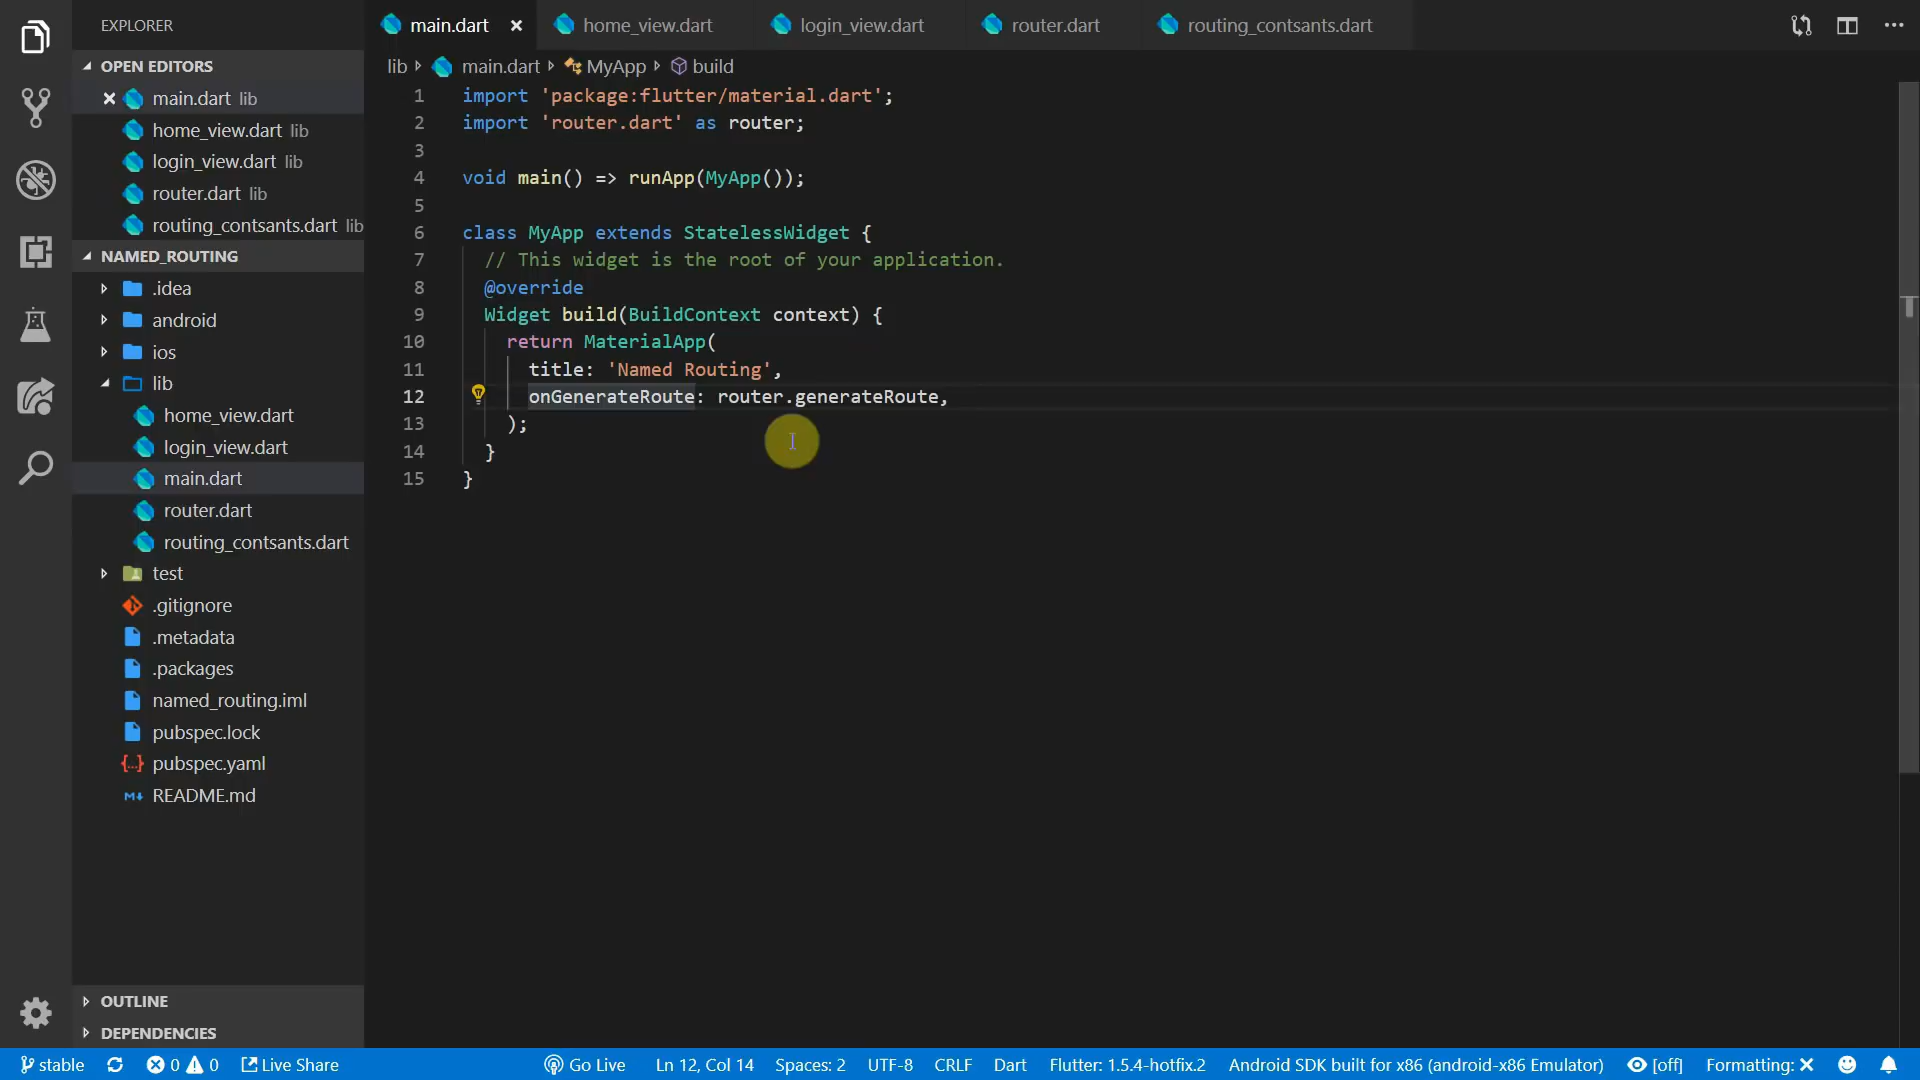 EXPLORER
OPEN EDITORS
main.dart lib
home_view.dart lib
login_view.dart lib
router.dart lib
routing_contsants.dart lib
NAMED_ROUTING
.idea
android
ios
lib
home_view.dart
login_view.dart
main.dart
router.dart
routing_contsants.dart
test
.gitignore
.metadata
.packages
named_routing.iml
pubspec.lock
pubspec.yaml
README.md
OUTLINE
DEPENDENCIES
main.dart home_view.dart login_view.dart router.dart routing_contsants.dart
lib main.dart MyApp build
1 import 'package:flutter/material.dart';
2 import 'router.dart' as router;
3
4 void main() => runApp(MyApp());
5
6 class MyApp extends StatelessWidget {
7 // This widget is the root of your application.
8 @override
9 Widget build(BuildContext context) {
10 return MaterialApp(
11 title: 'Named Routing',
12 onGenerateRoute: router.generateRoute,
13 );
14 }
15 }
stable 0 0 Live Share Go Live Ln 12, Col 14 Spaces: 2 UTF-8 CRLF Dart Flutter: 1.5.4-hotfix.2 Android SDK built for x86 (android-x86 Emulator) [off] Formatting: ✕